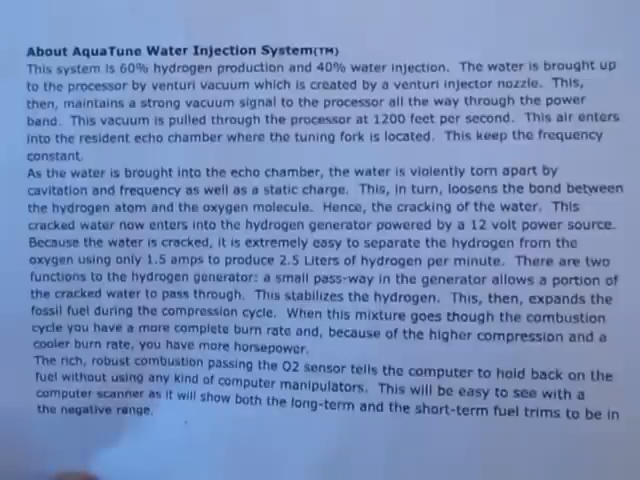 About AquaTune Water Injection System(TM)
This system is 60% hydrogen production and 40% water injection. The water is brought up
to the processor by venturi vacuum which is created by a venturi injector nozzle. This,
then, maintains a strong vacuum signal to the processor all the way through the power
band. This vacuum is pulled through the processor at 1200 feet per second. This air enters
into the resident echo chamber where the tuning fork is located. This keep the frequency
constant.
As the water is brought into the echo chamber, the water is violently torn apart by
cavitation and frequency as well as a static charge. This, in turn, loosens the bond between
the hydrogen atom and the oxygen molecule. Hence, the cracking of the water. This
cracked water now enters into the hydrogen generator powered by a 12 volt power source.
Because the water is cracked, it is extremely easy to separate the hydrogen from the
oxygen using only 1.5 amps to produce 2.5 Liters of hydrogen per minute. There are two
functions to the hydrogen generator: a small pass-way in the generator allows a portion of
the cracked water to pass through. This stabilizes the hydrogen. This, then, expands the
fossil fuel during the compression cycle. When this mixture goes though the combustion
cycle you have a more complete burn rate and, because of the higher compression and a
cooler burn rate, you have more horsepower.
The rich, robust combustion passing the O2 sensor tells the computer to hold back on the
fuel without using any kind of computer manipulators. This will be easy to see with a
computer scanner as it will show both the long-term and the short-term fuel trims to be in
the negative range.